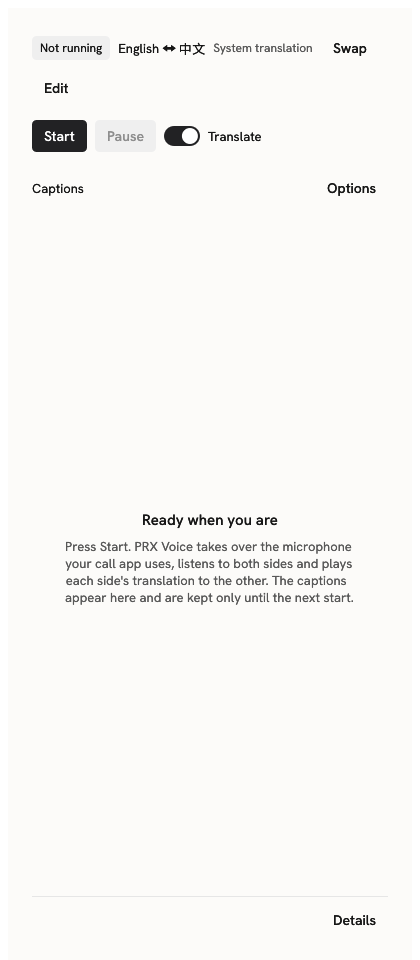 Not running English ⬌ 中文 System translation Swap
Edit
Start Pause Translate
Captions Options
Ready when you are
Press Start. PRX Voice takes over the microphone
your call app uses, listens to both sides and plays
each side's translation to the other. The captions
appear here and are kept only until the next start.
Details